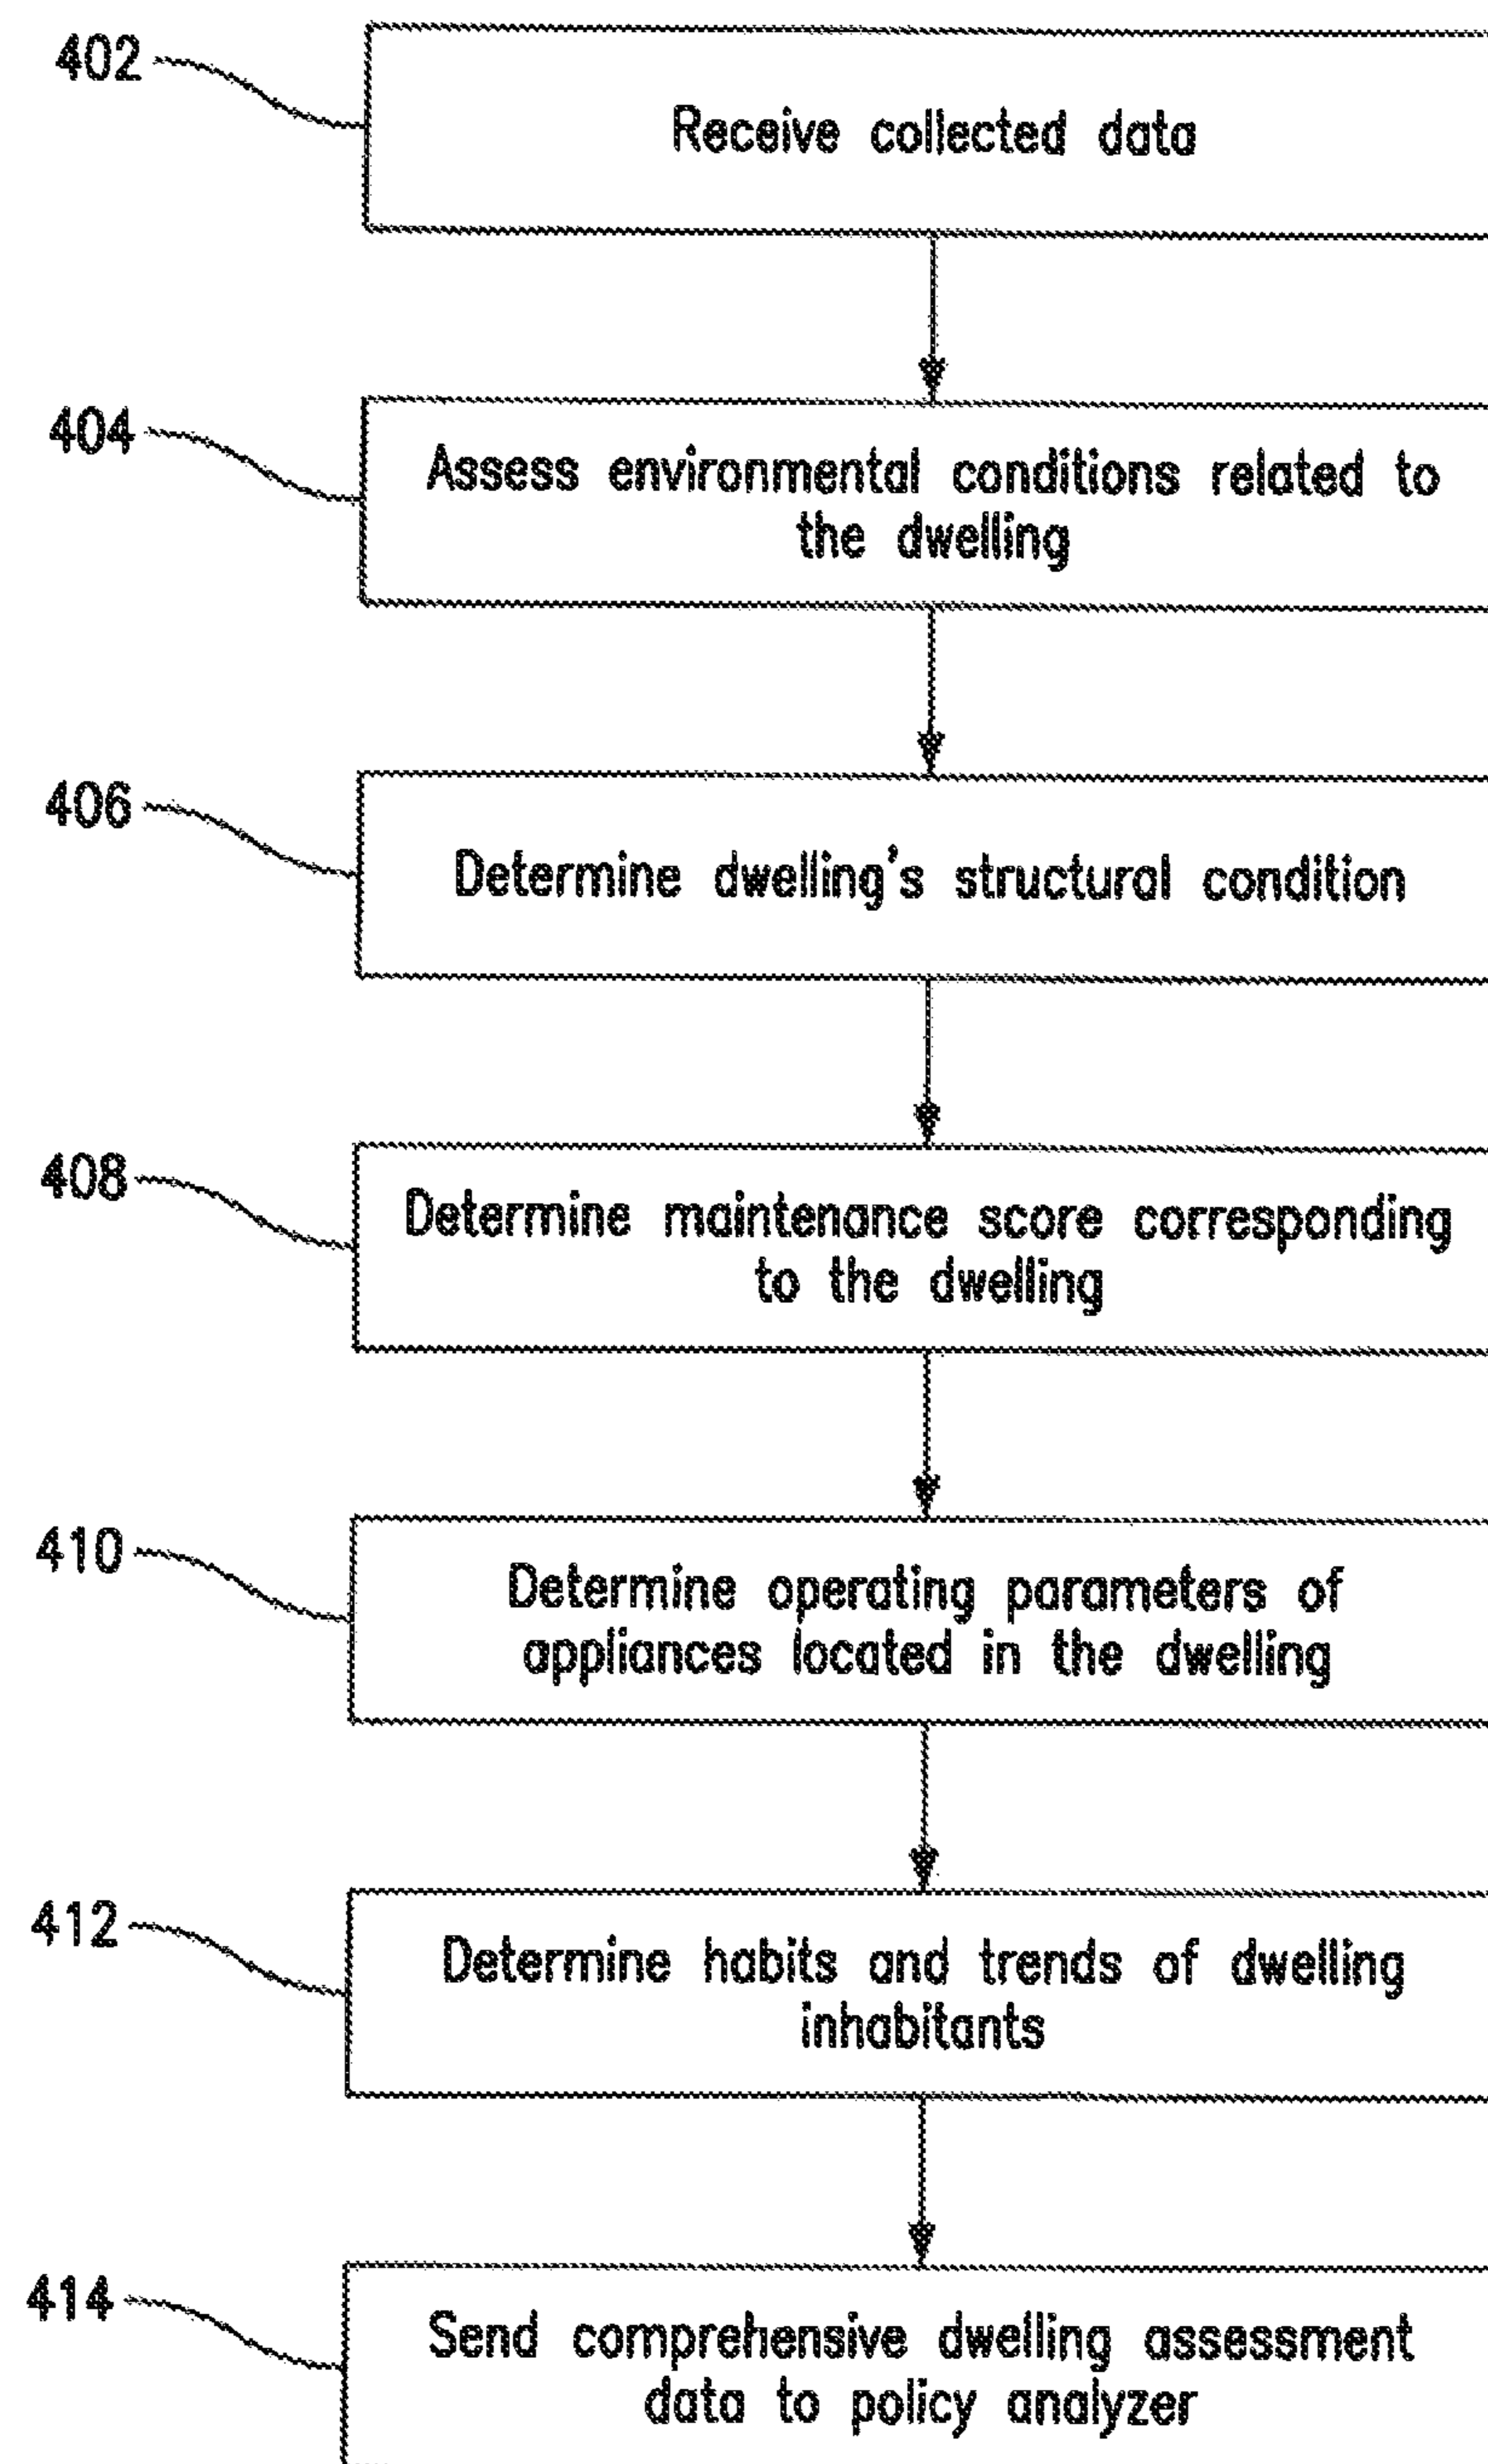 402
Receive collected data
404
Assess environmental conditions related to
the dwelling
406
Determine dwelling's structural condition
408
Determine maintenance score corresponding
to the dwelling
410
Determine operating parameters of
appliances located in the dwelling
412
Determine habits and trends of dwelling
inhabitants
414
Send comprehensive dwelling assessment
data to policy analyzer